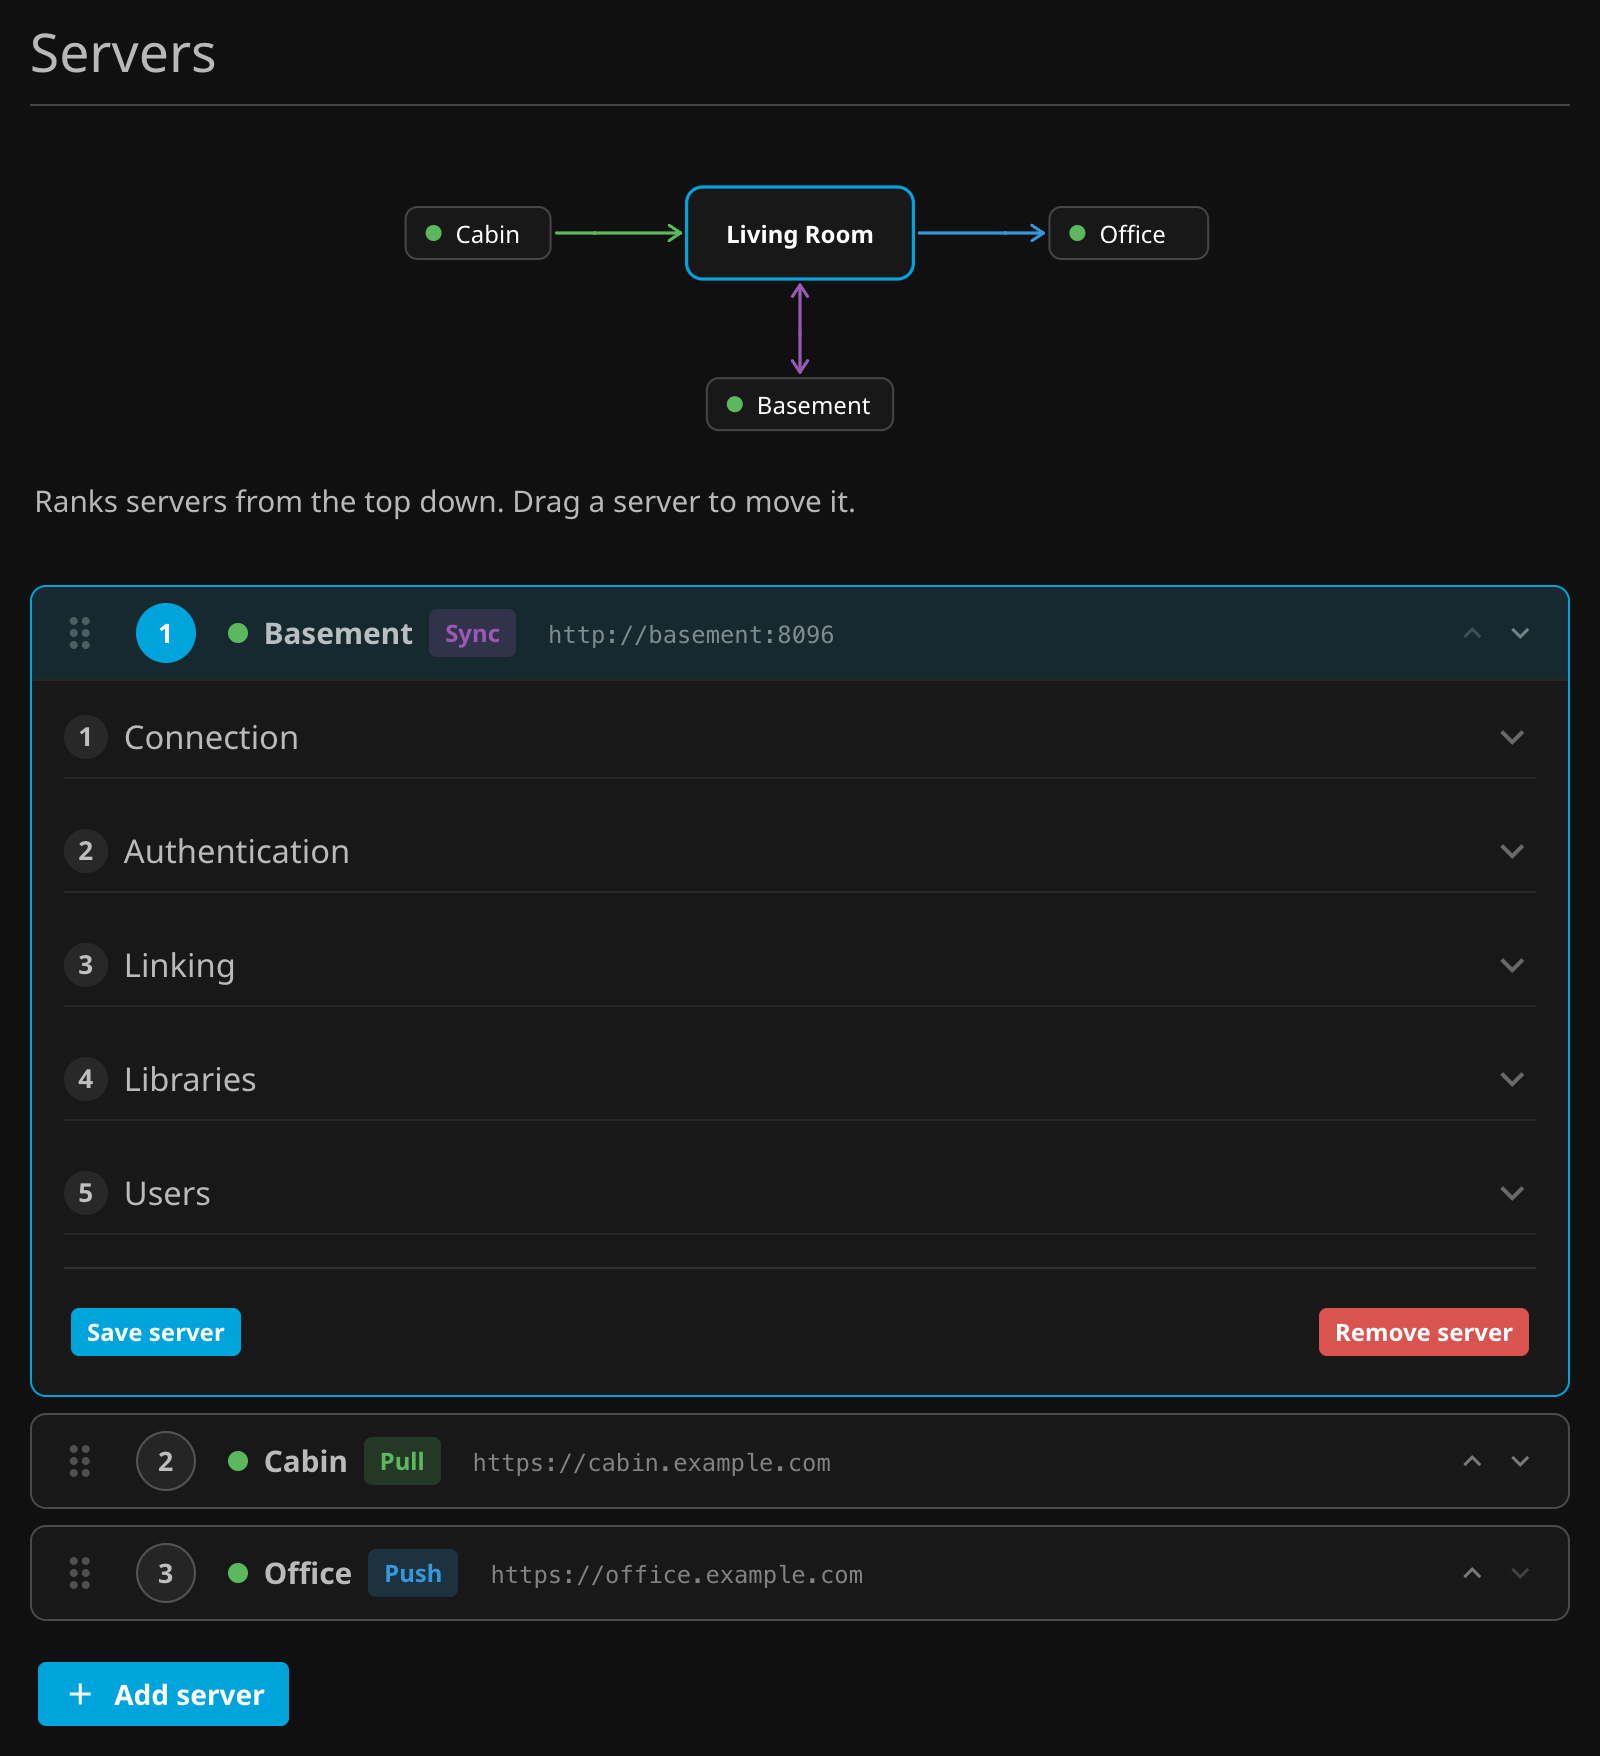 Servers
Cabin
Living Room
Office
Basement
Ranks servers from the top down. Drag a server to move it.
1 Basement Sync http://basement:8096
1 Connection
2 Authentication
3 Linking
4 Libraries
5 Users
Save server
Remove server
2 Cabin Pull https://cabin.example.com
3 Office Push https://office.example.com
+ Add server